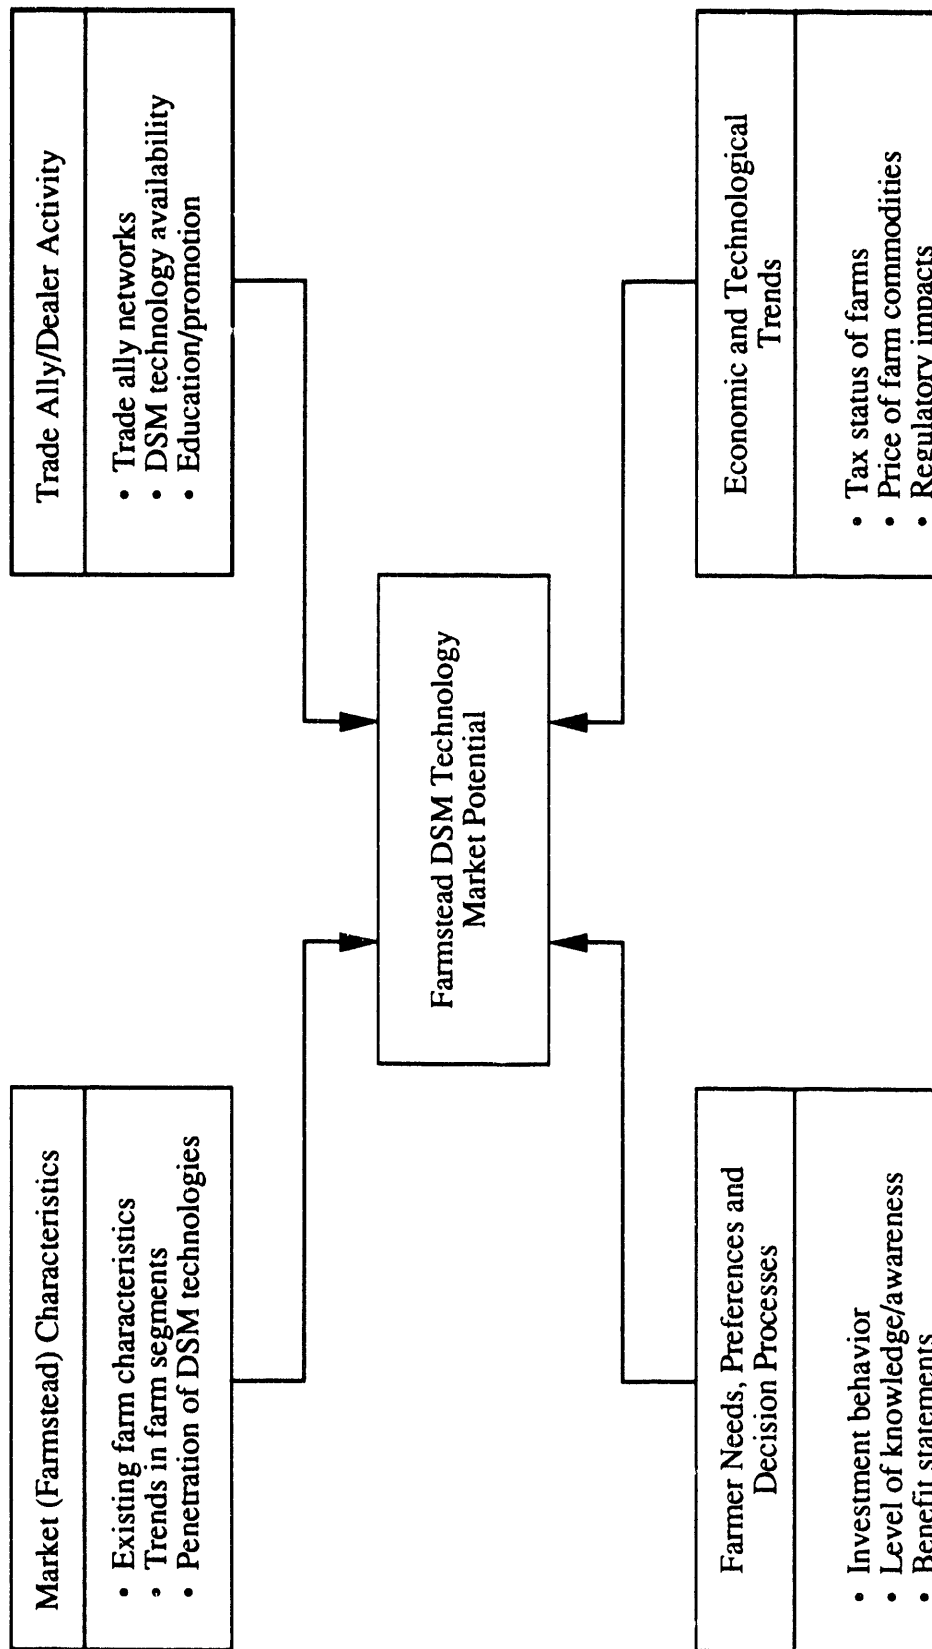 Market (Farmstead) Characteristics
• Existing farm characteristics
• Trends in farm segments
• Penetration of DSM technologies
Trade Ally/Dealer Activity
• Trade ally networks
• DSM technology availability
• Education/promotion
Farmstead DSM Technology
Market Potential
Farmer Needs, Preferences and
Decision Processes
• Investment behavior
• Level of knowledge/awareness
• Benefit statements
Economic and Technological
Trends
• Tax status of farms
• Price of farm commodities
• Regulatory impacts